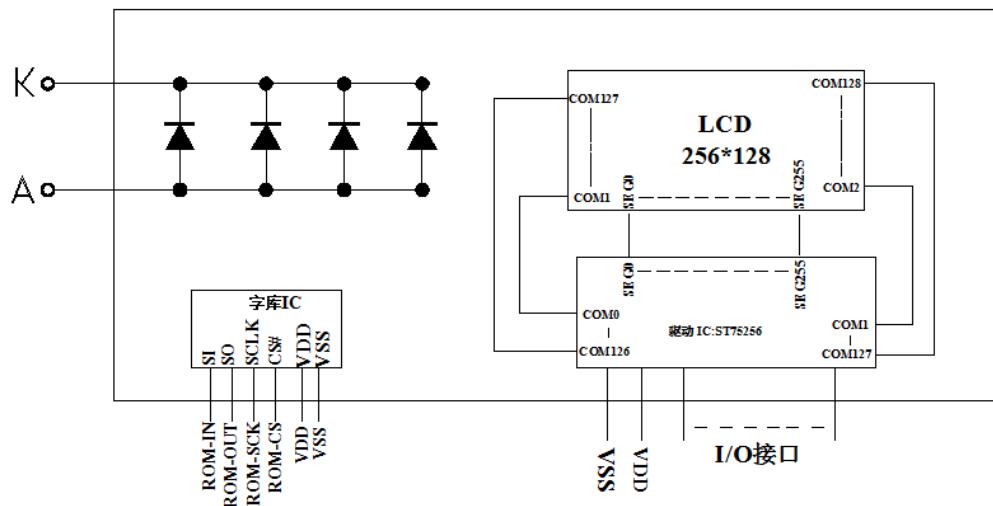 K
A
COM127
COM128
LCD
256*128
COM1
SEG0
SEG255
COM2
SEG0
SEG255
COM0
COM126
驱动 IC:ST75256
COM1
COM127
字库IC
SI
SO
SCLK
CS#
VDD
VSS
ROM-IN
ROM-OUT
ROM-SCK
ROM-CS
VDD
VSS
VSS
VDD
I/O接口